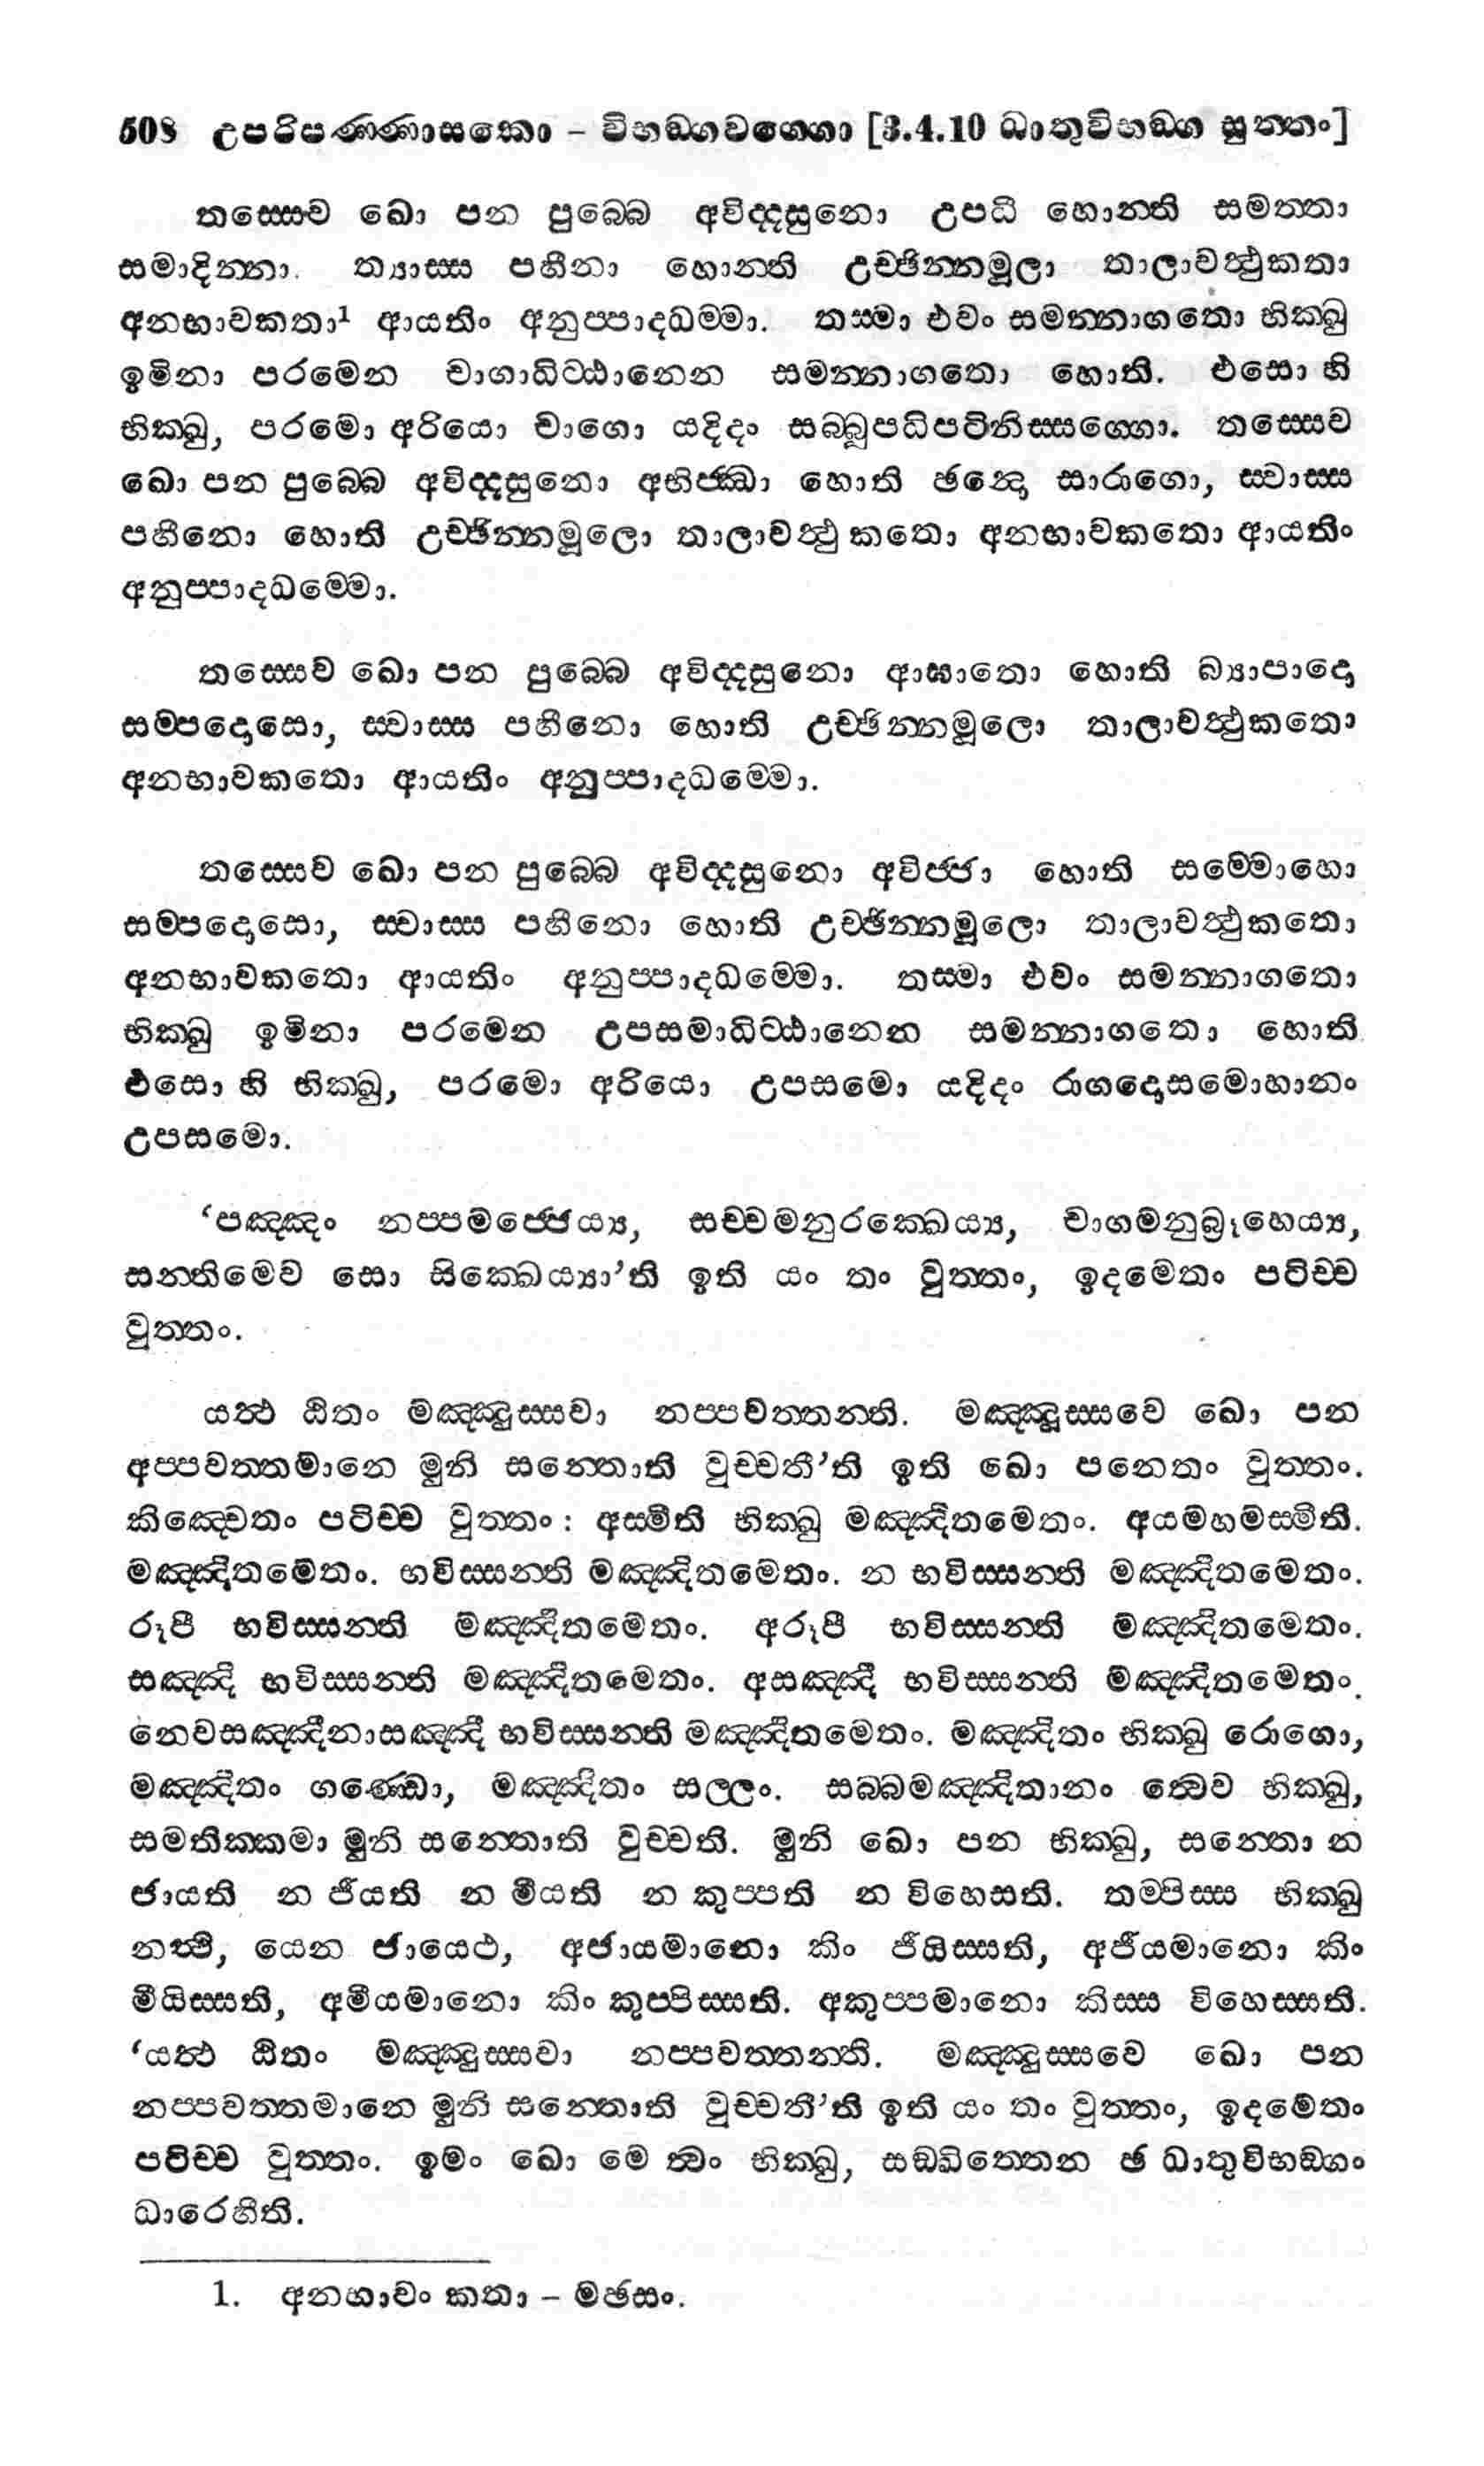 508 උපරිපණ්ණාසකො – විභඞ්ගවග්ගො [3.4.10 ධාතුවිභඞ්ග සුත්තං]
තස්සෙව ඛො පන පුබ්බෙ අවිද්දසුනො උපධි හොන්ති සමත්තා
සමාදින්නා. ත්‍යාස්ස පහීනා හොන්ති උච්ඡින්නමූලා තාලාවත්ථුකතා
අනභාවකතා¹ ආයතිං අනුප්පාදධම්මා. තස්මා එවං සමන්නාගතො භික්ඛු
ඉමිනා පරමෙන චාගාධිට්ඨානෙන සමන්නාගතො හොති. එසො හි
භික්ඛු, පරමො අරියො චාගො යදිදං සබ්බූපධිපටිනිස්සග්ගො. තස්සෙව
ඛො පන පුබ්බෙ අවිද්දසුනො අභිජ්ඣා හොති ඡන්දො සාරාගො, ස්වාස්ස
පහීනො හොති උච්ඡින්නමූලො තාලාවත්ථුකතො අනභාවකතො ආයතිං
අනුප්පාදධම්මො.
තස්සෙව ඛො පන පුබ්බෙ අවිද්දසුනො ආඝාතො හොති බ්‍යාපාදො
සම්පදොසො, ස්වාස්ස පහීනො හොති උච්ඡින්නමූලො තාලාවත්ථුකතො
අනභාවකතො ආයතිං අනුප්පාදධම්මො.
තස්සෙව ඛො පන පුබ්බෙ අවිද්දසුනො අවිජ්ජා හොති සම්මොහො
සම්පදොසො, ස්වාස්ස පහීනො හොති උච්ඡින්නමූලො තාලාවත්ථුකතො
අනභාවකතො ආයතිං අනුප්පාදධම්මො. තස්මා එවං සමන්නාගතො
භික්ඛු ඉමිනා පරමෙන උපසමාධිට්ඨානෙන සමන්නාගතො හොති.
එසො හි භික්ඛු, පරමො අරියො උපසමො යදිදං රාගදොසමොහානං
උපසමො.
‘පඤ්ඤං නප්පමජ්ජෙය්‍ය, සච්චමනුරක්ඛෙය්‍ය, චාගමනුබ්‍රෑහෙය්‍ය,
සන්තිමෙව සො සික්ඛෙය්‍යා’ති ඉති යං තං වුත්තං, ඉදමෙතං පටිච්ච
වුත්තං.
යත්ථ ඨිතං මඤ්ඤුස්සවා නප්පවත්තන්ති. මඤ්ඤුස්සවෙ ඛො පන
අප්පවත්තමානෙ මුනි සන්තොති වුච්චතී’ති ඉති ඛො පනෙතං වුත්තං.
කිඤ්චෙතං පටිච්ච වුත්තං: අස්මීති භික්ඛු මඤ්ඤිතමෙතං. අයමහමස්මීති.
මඤ්ඤිතමෙතං. භවිස්සන්ති මඤ්ඤිතමෙතං. න භවිස්සන්ති මඤ්ඤිතමෙතං.
රූපී භවිස්සන්ති මඤ්ඤිතමෙතං. අරූපී භවිස්සන්ති මඤ්ඤිතමෙතං.
සඤ්ඤී භවිස්සන්ති මඤ්ඤිතමෙතං. අසඤ්ඤී භවිස්සන්ති මඤ්ඤිතමෙතං.
නෙවසඤ්ඤීනාසඤ්ඤී භවිස්සන්ති මඤ්ඤිතමෙතං. මඤ්ඤිතං භික්ඛු රොගො,
මඤ්ඤිතං ගණ්ඩො, මඤ්ඤිතං සල්ලං. සබ්බමඤ්ඤිතානං ත්වෙව භික්ඛු,
සමතික්කමා මුනි සන්තොති වුච්චති. මුනි ඛො පන භික්ඛු, සන්තො න
ජායති න ජීයති න මීයති න කුප්පති න විහෙසති. තම්පිස්ස භික්ඛු
නත්ථි, යෙන ජායෙථ, අජායමානො කිං ජීයිස්සති, අජීයමානො කිං
මීයිස්සති, අමීයමානො කිං කුප්පිස්සති. අකුප්පමානො කිස්ස විහෙස්සති.
‘යත්ථ ඨිතං මඤ්ඤුස්සවා නප්පවත්තන්ති. මඤ්ඤුස්සවෙ ඛො පන
නප්පවත්තමානෙ මුනි සන්තොති වුච්චතී’ති ඉති යං තං වුත්තං, ඉදමෙතං
පටිච්ච වුත්තං. ඉමං ඛො මෙ ත්වං භික්ඛු, සඞ්ඛිත්තෙන ඡ ධාතුවිභඞ්ගං
ධාරෙහීති.
1. අනභාවං කතා – මඡසං.